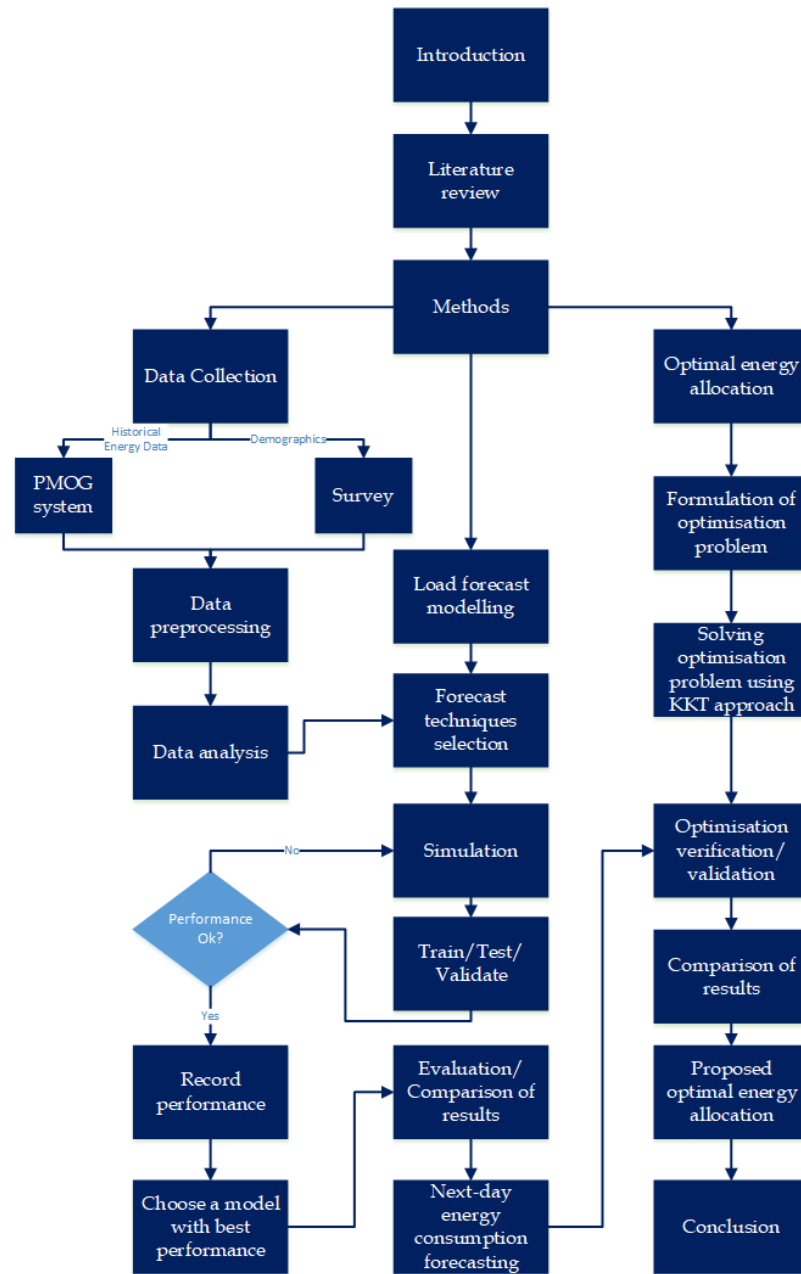 Introduction
Literature
review
Methods
Data Collection
Optimal energy
allocation
Historical
Energy Data
Demographics
PMOG
system
Survey
Formulation of
optimisation
problem
Data
preprocessing
Load forecast
modelling
Solving
optimisation
problem using
KKT approach
Data analysis
Forecast
techniques
selection
No
Simulation
Optimisation
verification/
validation
Performance
Ok?
Train/Test/
Validate
Comparison of
results
Yes
Record
performance
Evaluation/
Comparison of
results
Proposed
optimal energy
allocation
Choose a model
with best
performance
Next-day
energy
consumption
forecasting
Conclusion